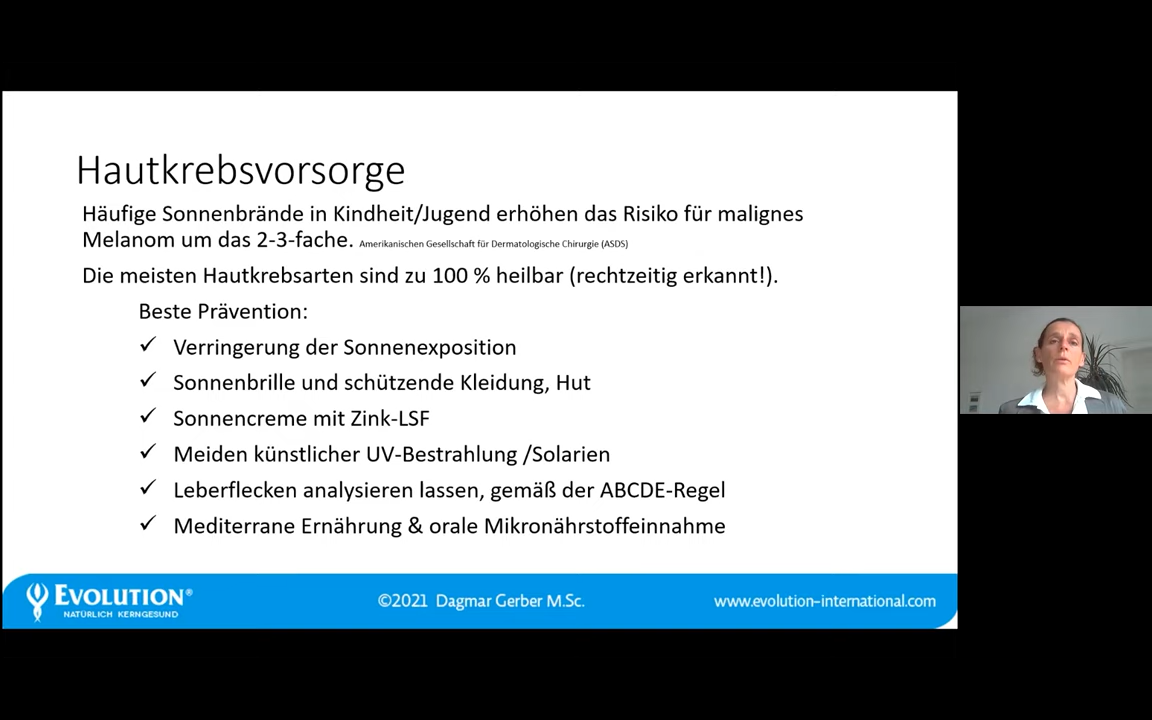 Hautkrebsvorsorge
Häufige Sonnenbrände in Kindheit/Jugend erhöhen das Risiko für malignes
Melanom um das 2-3-fache. Amerikanischen Gesellschaft für Dermatologische Chirurgie (ASDS)
Die meisten Hautkrebsarten sind zu 100 % heilbar (rechtzeitig erkannt!).
Beste Prävention:
✓ Verringerung der Sonnenexposition
✓ Sonnenbrille und schützende Kleidung, Hut
✓ Sonnencreme mit Zink-LSF
✓ Meiden künstlicher UV-Bestrahlung /Solarien
✓ Leberflecken analysieren lassen, gemäß der ABCDE-Regel
✓ Mediterrane Ernährung & orale Mikronährstoffeinnahme
EVOLUTION®
NATÜRLICH KERNGESUND
©2021 Dagmar Gerber M.Sc.
www.evolution-international.com